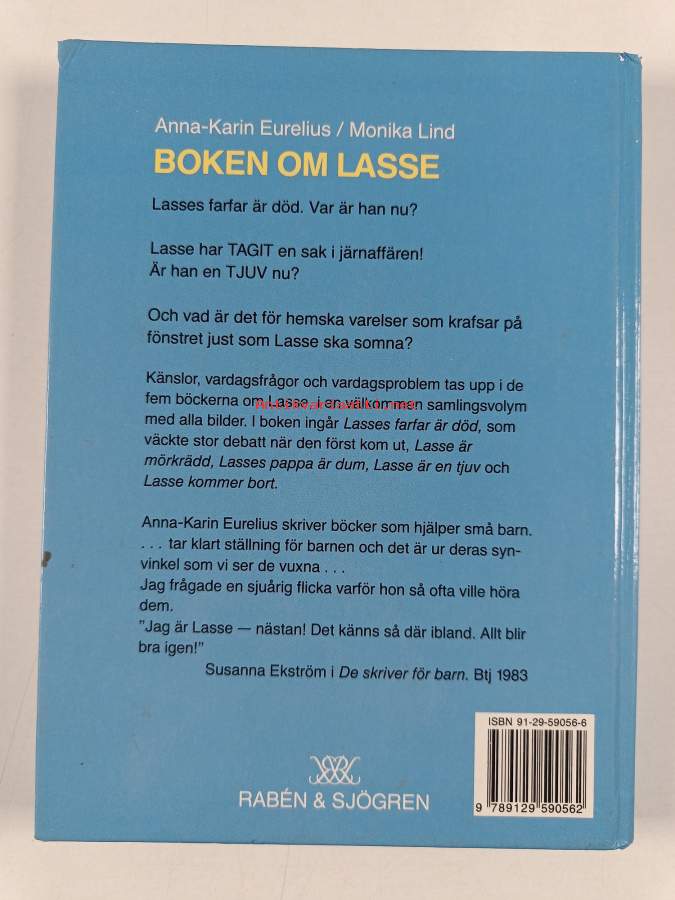 Anna-Karin Eurelius / Monika Lind
BOKEN OM LASSE
Lasses farfar är död. Var är han nu?
Lasse har TAGIT en sak i järnaffären!
Är han en TJUV nu?
Och vad är det för hemska varelser som krafsar på
fönstret just som Lasse ska somna?
Känslor, vardagsfrågor och vardagsproblem tas upp i de
fem böckerna om Lasse, i en välkommen samlingsvolym
med alla bilder. I boken ingår Lasses farfar är död, som
väckte stor debatt när den först kom ut, Lasse är
mörkrädd, Lasses pappa är dum, Lasse är en tjuv och
Lasse kommer bort.
Anna-Karin Eurelius skriver böcker som hjälper små barn.
. . . tar klart ställning för barnen och det är ur deras syn-
vinkel som vi ser de vuxna . . .
Jag frågade en sjuårig flicka varför hon så ofta ville höra
dem.
"Jag är Lasse — nästan! Det känns så där ibland. Allt blir
bra igen!"
Susanna Ekström i De skriver för barn. Btj 1983
ISBN 91-29-59056-6
9 789129 590562
RABÉN & SJÖGREN